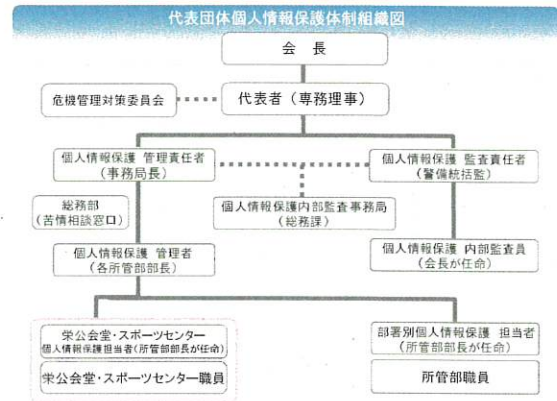 代表団体個人情報保護体制組織図
会 長
危機管理対策委員会
代表者（専務理事）
個人情報保護 管理責任者
（事務局長）
個人情報保護 監査責任者
（警備統括監）
総務部
（苦情相談窓口）
個人情報保護内部監査事務局
（総務課）
個人情報保護 管理者
（各所管部部長）
個人情報保護 内部監査員
（会長が任命）
栄公会堂・スポーツセンター
個人情報保護担当者（所管部部長が任命）
栄公会堂・スポーツセンター職員
部署別個人情報保護 担当者
（所管部部長が任命）
所管部職員